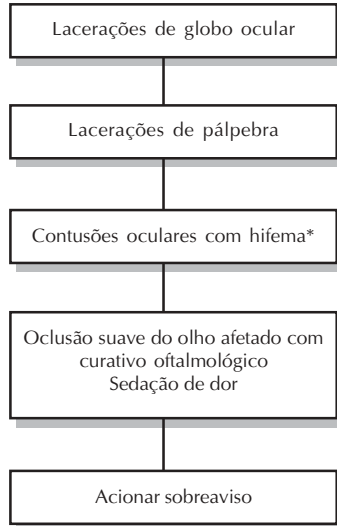 Lacerações de globo ocular
Lacerações de pálpebra
Contusões oculares com hifema*
Oclusão suave do olho afetado com
curativo oftalmológico
Sedação de dor
Acionar sobreaviso